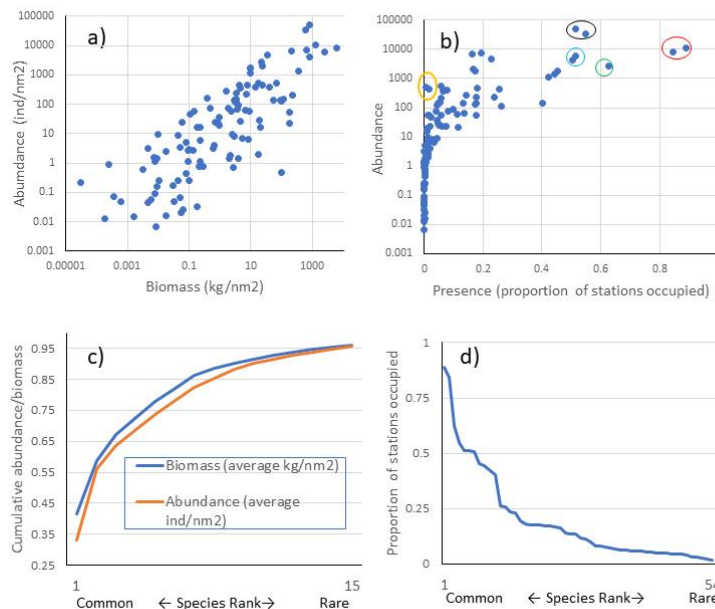 a)
Abumdance (ind/nm2)
100000
10000
1000
100
10
1
0.1
0.01
0.001
0.00001
0.001
0.1
10
1000
Biomass (kg/nm2)
b)
Abundance
100000
10000
1000
100
10
1
0.1
0.01
0.001
0
0.2
0.4
0.6
0.8
Presence (proportion of stations occupied)
c)
Cumulative abundance/biomass
0.95
0.85
0.75
0.65
0.55
0.45
0.35
0.25
Biomass (average kg/nm2)
Abundance (average
ind/nm2)
1
15
Common
← Species Rank→
Rare
d)
Proportion of stations occupied
1
0.75
0.5
0.25
0
1
54
Common
← Species Rank→
Rare